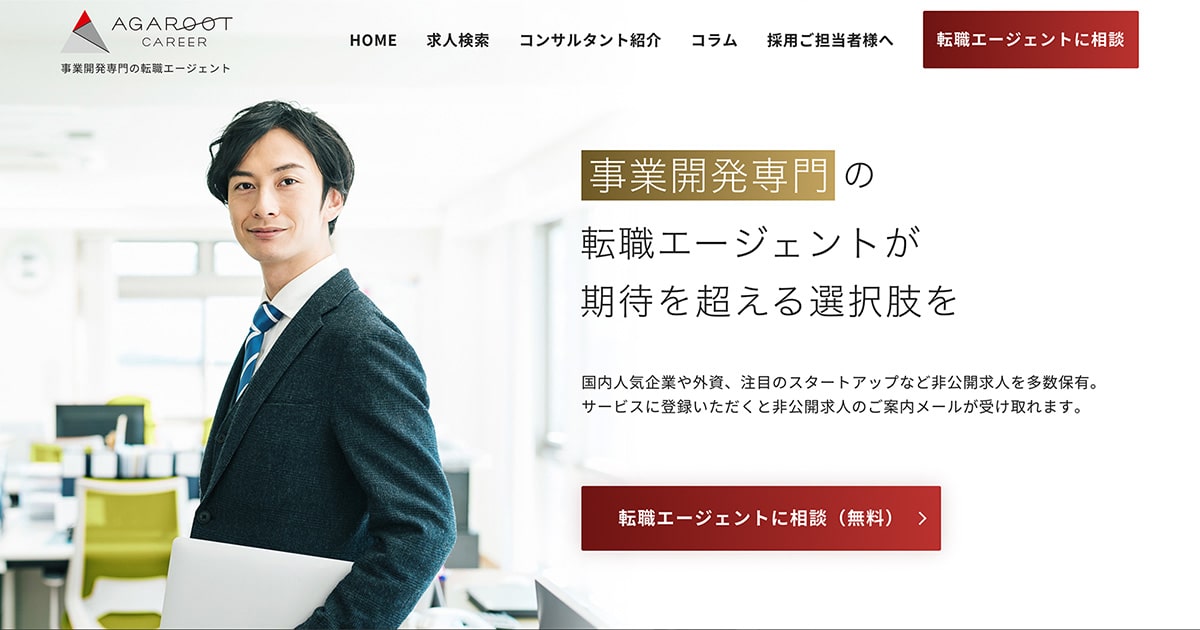 AGAROOT
CAREER
事業開発専門の転職エージェント
HOME 求人検索 コンサルタント紹介 コラム 採用ご担当者様へ 転職エージェントに相談
事業開発専門の
転職エージェントが
期待を超える選択肢を
国内人気企業や外資、注目のスタートアップなど非公開求人を多数保有。
サービスに登録いただくと非公開求人のご案内メールが受け取れます。
転職エージェントに相談（無料）